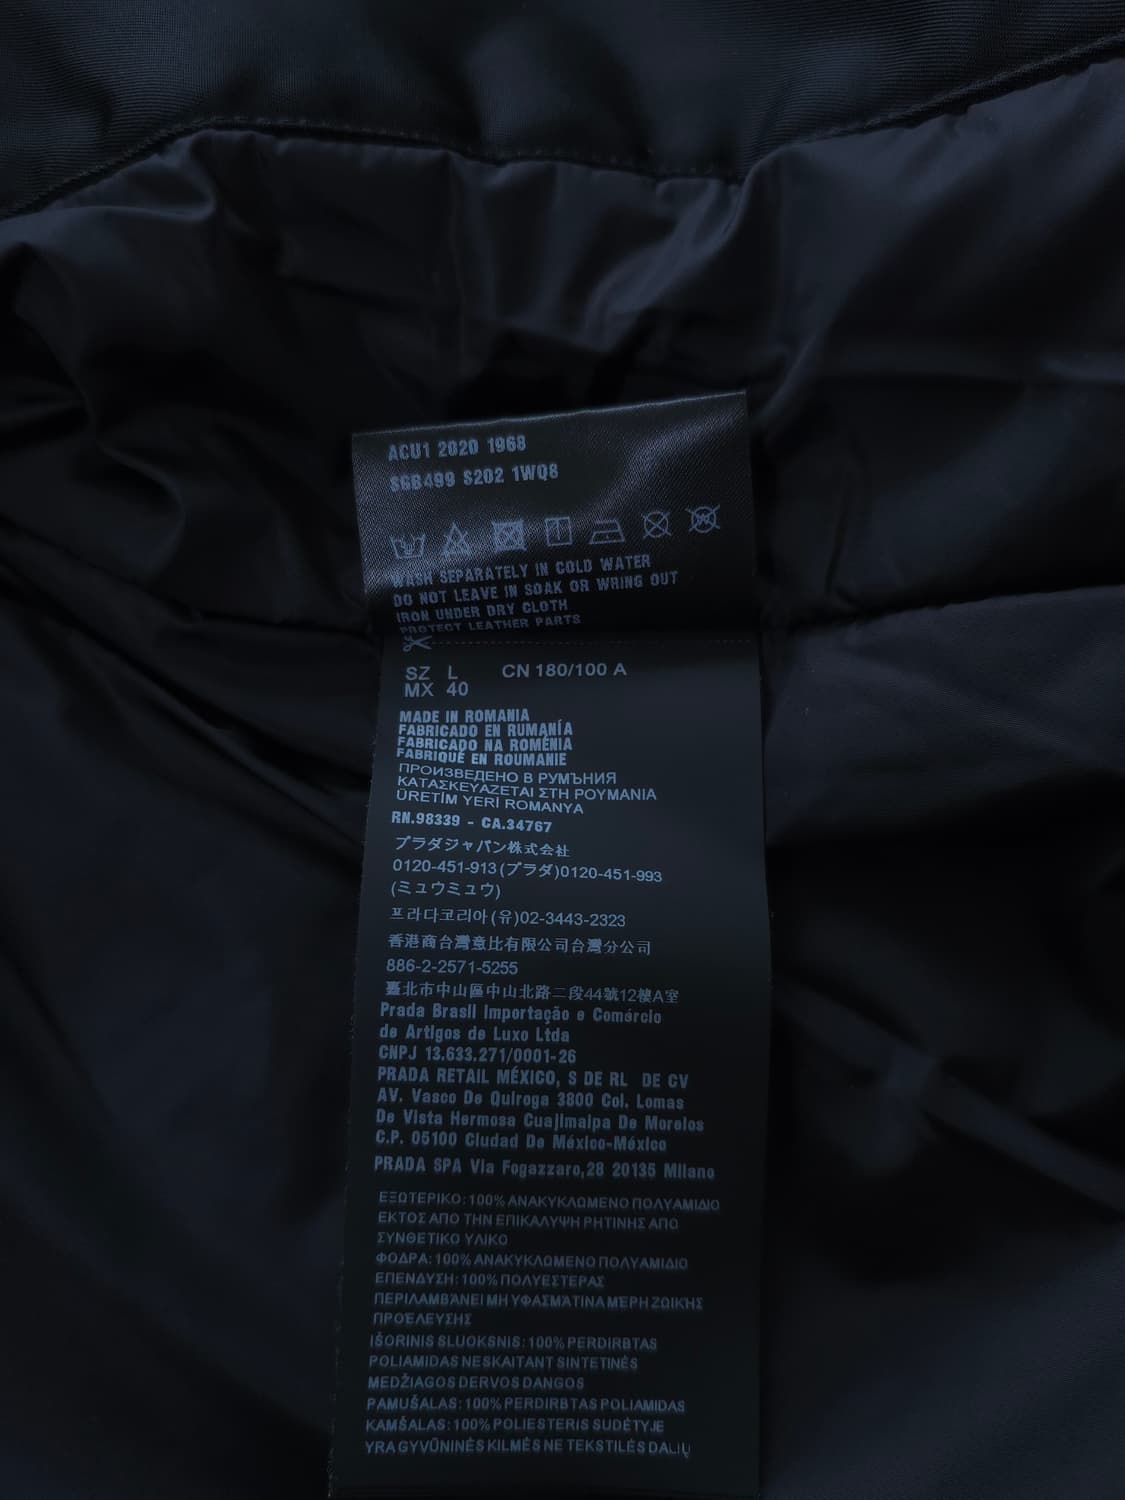 ACU1 2020 1968
SGB499 S202 1WQ8
WASH SEPARATELY IN COLD WATER
DO NOT LEAVE IN SOAK OR WRING OUT
IRON UNDER DRY CLOTH
PROTECT LEATHER PARTS
SZ L CN 180/100 A
MX 40
MADE IN ROMANIA
FABRICADO EN RUMANÍA
FABRICADO NA ROMÉNIA
FABRIQUÉ EN ROUMANIE
ПРОИЗВЕДЕНО В РУМЪНИЯ
ΚΑΤΑΣΚΕΥΑΖΕΤΑΙ ΣΤΗ ΡΟΥΜΑΝΙΑ
ÜRETİM YERİ ROMANYA
RN.98339 - CA.34767
プラダジャパン株式会社
0120-451-913(プラダ)0120-451-993
(ミュウミュウ)
프라다코리아(유)02-3443-2323
香港商台灣意比有限公司台灣分公司
886-2-2571-5255
臺北市中山區中山北路二段44號12樓A室
Prada Brasil Importação e Comércio
de Artigos de Luxo Ltda
CNPJ 13.633.271/0001-26
PRADA RETAIL MÉXICO, S DE RL DE CV
AV. Vasco De Quiroga 3800 Col. Lomas
De Vista Hermosa Cuajimalpa De Morelos
C.P. 05100 Ciudad De México-México
PRADA SPA Via Fogazzaro,28 20135 Milano
ΕΞΩΤΕΡΙΚΟ:100% ΑΝΑΚΥΚΛΩΜΕΝΟ ΠΟΛΥΑΜΙΔΙΟ
ΕΚΤΟΣ ΑΠΟ ΤΗΝ ΕΠΙΚΑΛΥΨΗ ΡΗΤΙΝΗΣ ΑΠΟ
ΣΥΝΘΕΤΙΚΟ ΥΛΙΚΟ
ΦΟΔΡΑ:100% ΑΝΑΚΥΚΛΩΜΕΝΟ ΠΟΛΥΑΜΙΔΙΟ
ΕΠΕΝΔΥΣΗ:100% ΠΟΛΥΕΣΤΕΡΑΣ
ΠΕΡΙΛΑΜΒΆΝΕΙ ΜΗ ΥΦΑΣΜΆΤΙΝΑ ΜΈΡΗ ΖΩΙΚΉΣ
ΠΡΟΈΛΕΥΣΗΣ
IŠORINIS SLUOKSNIS:100% PERDIRBTAS
POLIAMIDAS NESKAITANT SINTETINĖS
MEDŽIAGOS DERVOS DANGOS
PAMUŠALAS:100% PERDIRBTAS POLIAMIDAS
KAMŠALAS:100% POLIESTERIS SUDĖTYJE
YRA GYVŪNINĖS KILMĖS NE TEKSTILĖS DALIŲ